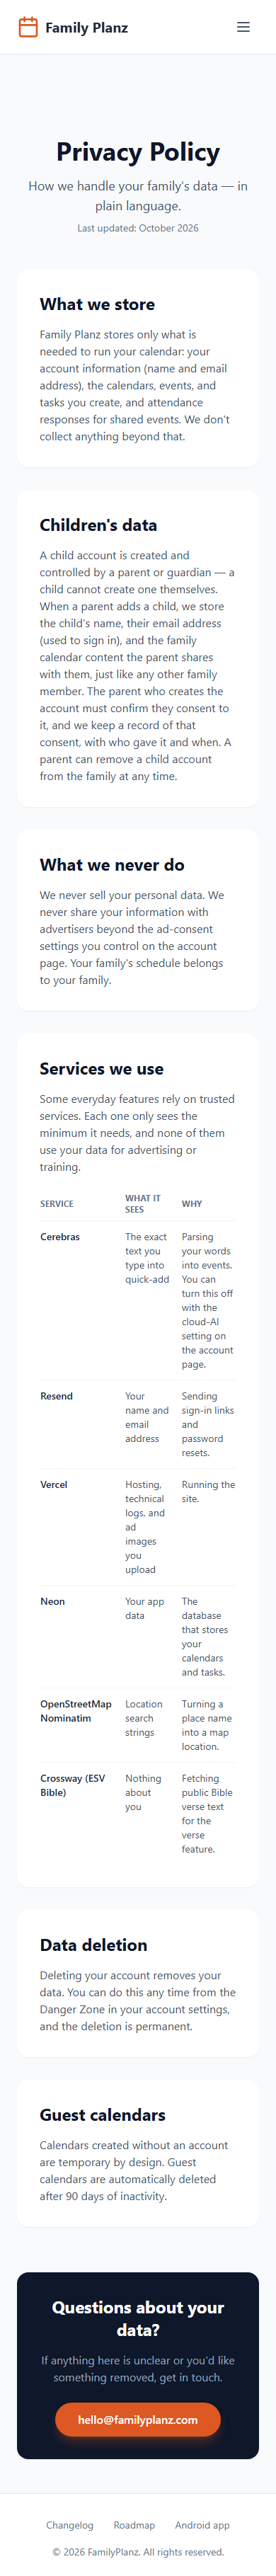 Family Planz
Privacy Policy
How we handle your family's data — in
plain language.
Last updated: October 2026
What we store
Family Planz stores only what is
needed to run your calendar: your
account information (name and email
address), the calendars, events, and
tasks you create, and attendance
responses for shared events. We don't
collect anything beyond that.
Children's data
A child account is created and
controlled by a parent or guardian — a
child cannot create one themselves.
When a parent adds a child, we store
the child's name, their email address
(used to sign in), and the family
calendar content the parent shares
with them, just like any other family
member. The parent who creates the
account must confirm they consent to
it, and we keep a record of that
consent, with who gave it and when. A
parent can remove a child account
from the family at any time.
What we never do
We never sell your personal data. We
never share your information with
advertisers beyond the ad-consent
settings you control on the account
page. Your family's schedule belongs
to your family.
Services we use
Some everyday features rely on trusted
services. Each one only sees the
minimum it needs, and none of them
use your data for advertising or
training.
SERVICE
WHAT IT
SEES
WHY
Cerebras
The exact
text you
type into
quick-add
Parsing
your words
into events.
You can
turn this off
with the
cloud-AI
setting on
the account
page.
Resend
Your
name and
email
address
Sending
sign-in links
and
password
resets.
Vercel
Hosting,
technical
logs, and
ad
images
you
upload
Running the
site.
Neon
Your app
data
The
database
that stores
your
calendars
and tasks.
OpenStreetMap
Nominatim
Location
search
strings
Turning a
place name
into a map
location.
Crossway (ESV
Bible)
Nothing
about
you
Fetching
public Bible
verse text
for the
verse
feature.
Data deletion
Deleting your account removes your
data. You can do this any time from the
Danger Zone in your account settings,
and the deletion is permanent.
Guest calendars
Calendars created without an account
are temporary by design. Guest
calendars are automatically deleted
after 90 days of inactivity.
Questions about your
data?
If anything here is unclear or you'd like
something removed, get in touch.
hello@familyplanz.com
Changelog Roadmap Android app
© 2026 FamilyPlanz. All rights reserved.